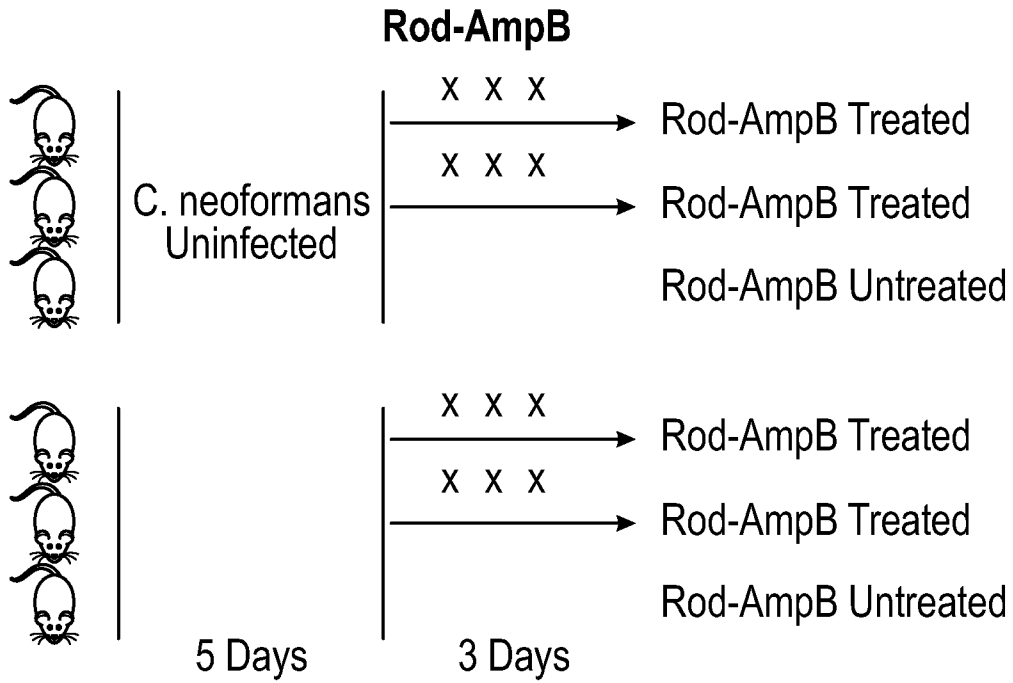 Rod-AmpB
X X X
Rod-AmpB Treated
X X X
C. neoformans
Uninfected
Rod-AmpB Treated
Rod-AmpB Untreated
X X X
Rod-AmpB Treated
X X X
Rod-AmpB Treated
Rod-AmpB Untreated
5 Days
3 Days